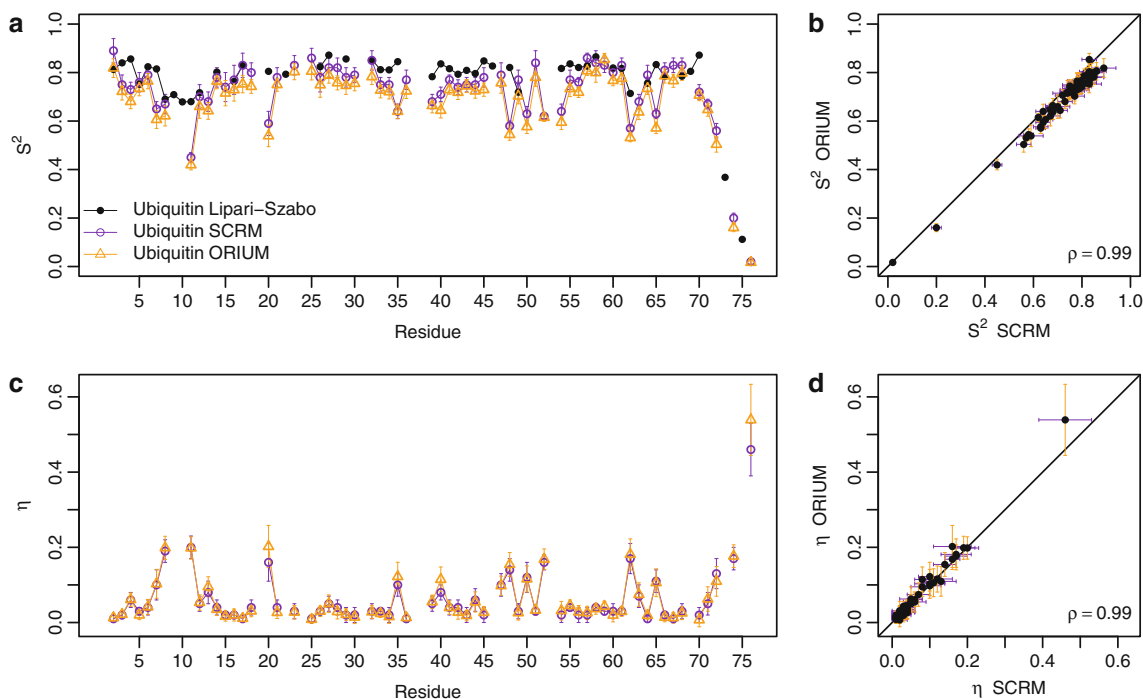 a
1.0
0.8
0.6
0.4
0.2
0.0
S²
Ubiquitin Lipari−Szabo
Ubiquitin SCRM
Ubiquitin ORIUM
5 10 15 20 25 30 35 40 45 50 55 60 65 70 75
Residue
b
1.0
0.8
0.6
0.4
0.2
0.0
S² ORIUM
ρ = 0.99
0.0 0.2 0.4 0.6 0.8 1.0
S² SCRM
c
0.6
0.4
0.2
0.0
η
5 10 15 20 25 30 35 40 45 50 55 60 65 70 75
Residue
d
0.6
0.4
0.2
0.0
η ORIUM
ρ = 0.99
0.0 0.2 0.4 0.6
η SCRM